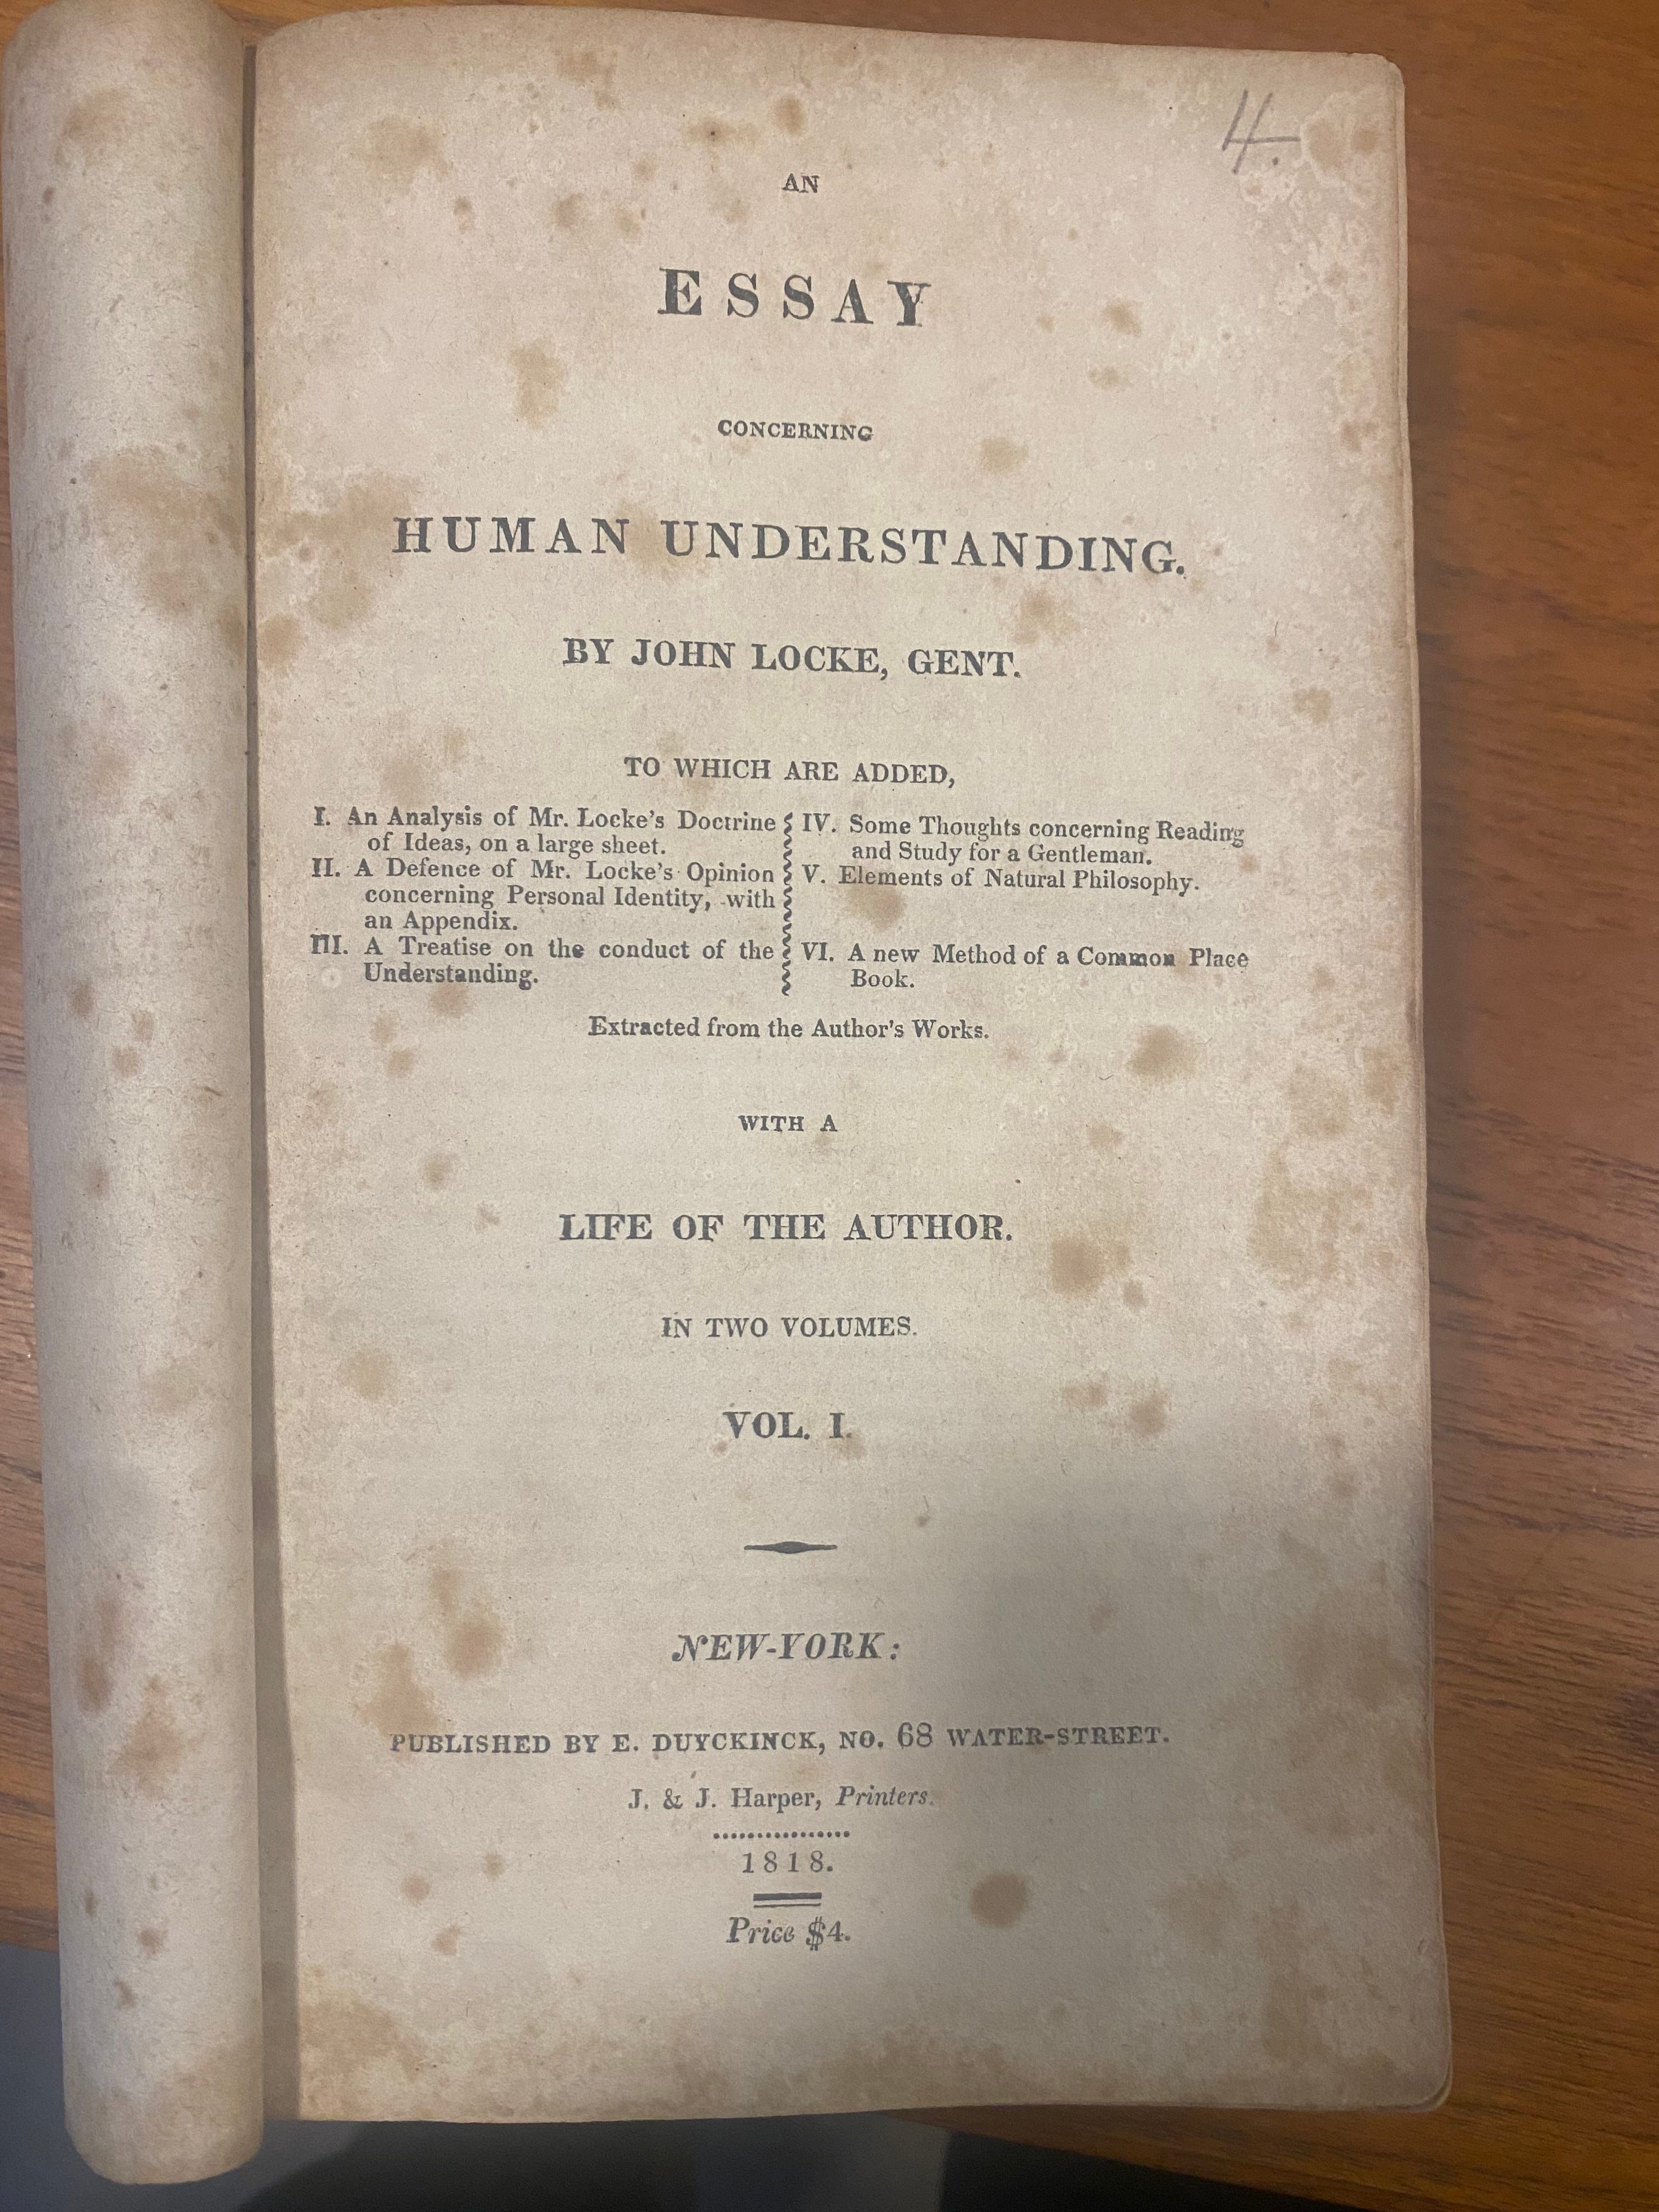 4.
AN
ESSAY
CONCERNING
HUMAN UNDERSTANDING.
BY JOHN LOCKE, GENT.
TO WHICH ARE ADDED,
I. An Analysis of Mr. Locke's Doctrine
of Ideas, on a large sheet.
II. A Defence of Mr. Locke's Opinion
concerning Personal Identity, with
an Appendix.
III. A Treatise on the conduct of the
Understanding.
IV. Some Thoughts concerning Reading
and Study for a Gentleman.
V. Elements of Natural Philosophy.
VI. A new Method of a Common Place
Book.
Extracted from the Author's Works.
WITH A
LIFE OF THE AUTHOR.
IN TWO VOLUMES.
VOL. I.
NEW-YORK:
PUBLISHED BY E. DUYCKINCK, NO. 68 WATER-STREET.
J. & J. Harper, Printers.
1818.
Price $4.